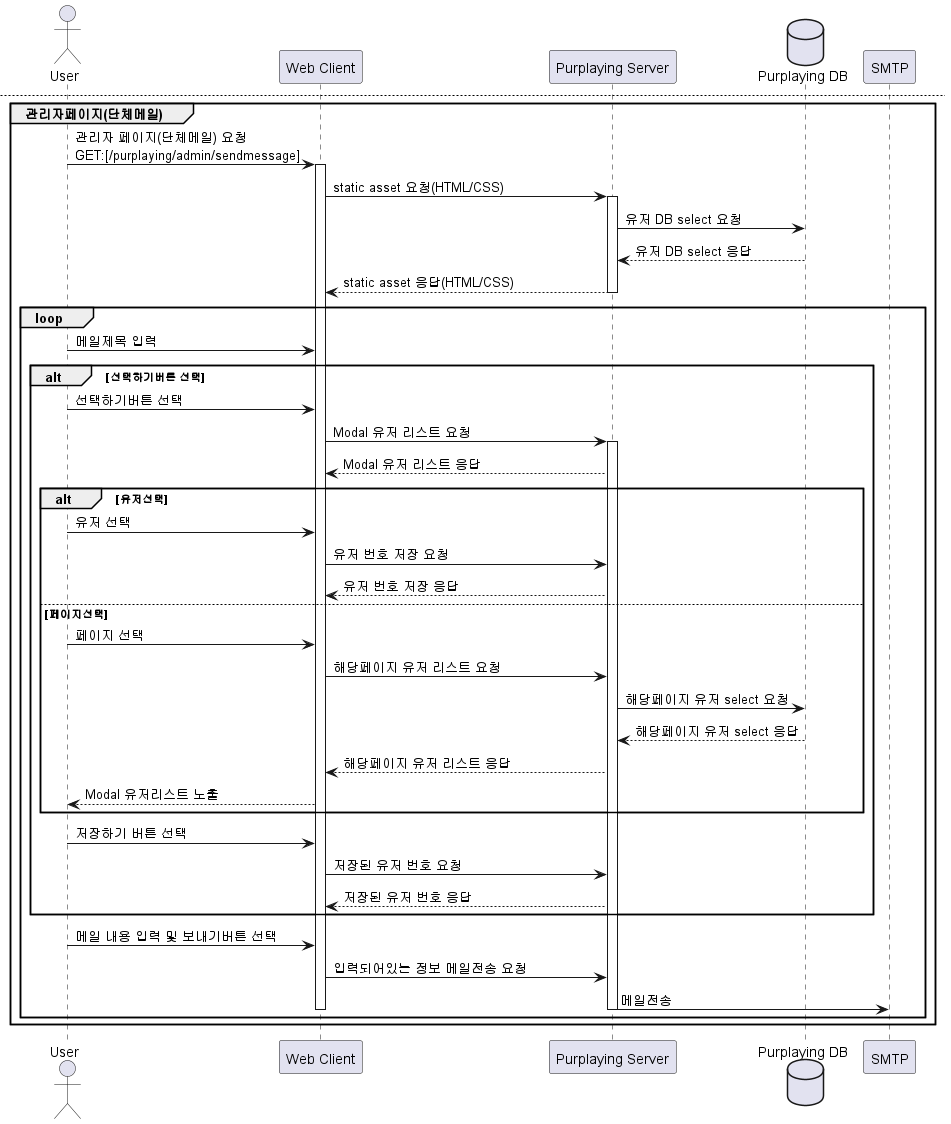 User
Web Client
Purplaying Server
Purplaying DB
SMTP
관리자페이지(단체메일)
관리자 페이지(단체메일) 요청
GET:[/purplaying/admin/sendmessage]
static asset 요청(HTML/CSS)
유저 DB select 요청
유저 DB select 응답
static asset 응답(HTML/CSS)
loop
메일제목 입력
alt [선택하기버튼 선택]
선택하기버튼 선택
Modal 유저 리스트 요청
Modal 유저 리스트 응답
alt [유저선택]
유저 선택
유저 번호 저장 요청
유저 번호 저장 응답
[페이지선택]
페이지 선택
해당페이지 유저 리스트 요청
해당페이지 유저 select 요청
해당페이지 유저 select 응답
해당페이지 유저 리스트 응답
Modal 유저리스트 노출
저장하기 버튼 선택
저장된 유저 번호 요청
저장된 유저 번호 응답
메일 내용 입력 및 보내기버튼 선택
입력되어있는 정보 메일전송 요청
메일전송
User
Web Client
Purplaying Server
Purplaying DB
SMTP